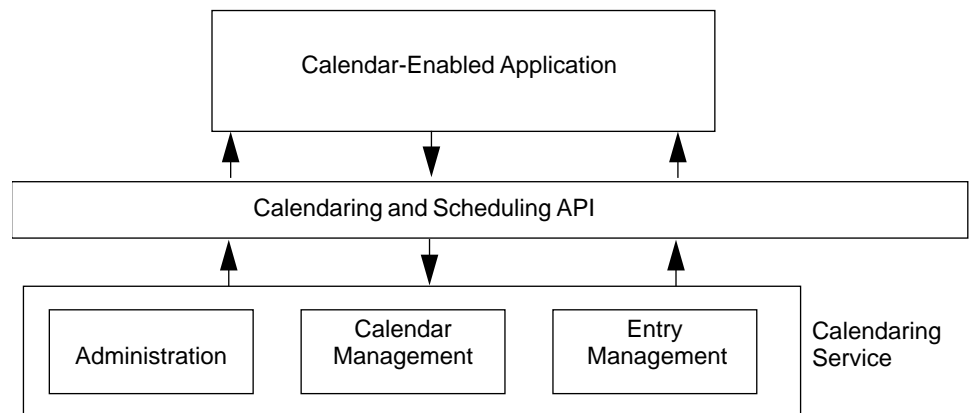 Calendar-Enabled Application
Calendaring and Scheduling API
Administration
Calendar
Management
Entry
Management
Calendaring
Service